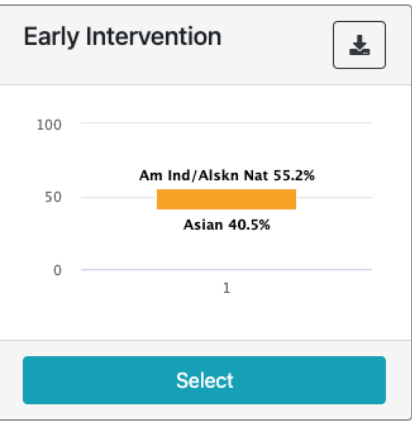 Early Intervention
100
Am Ind/Alskn Nat 55.2%
50
Asian 40.5%
0
1
Select